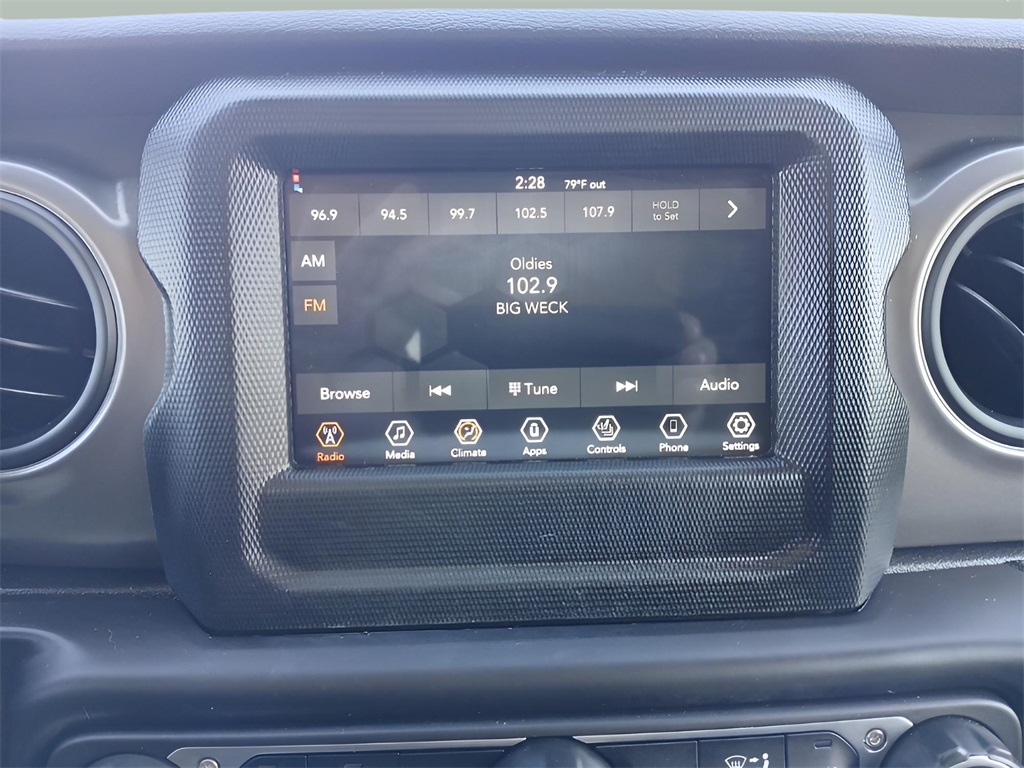 2:28 79°F out
96.9 94.5 99.7 102.5 107.9 HOLD
to Set
AM
FM
Oldies
102.9
BIG WECK
Browse Tune Audio
Radio Media Climate Apps Controls Phone Settings